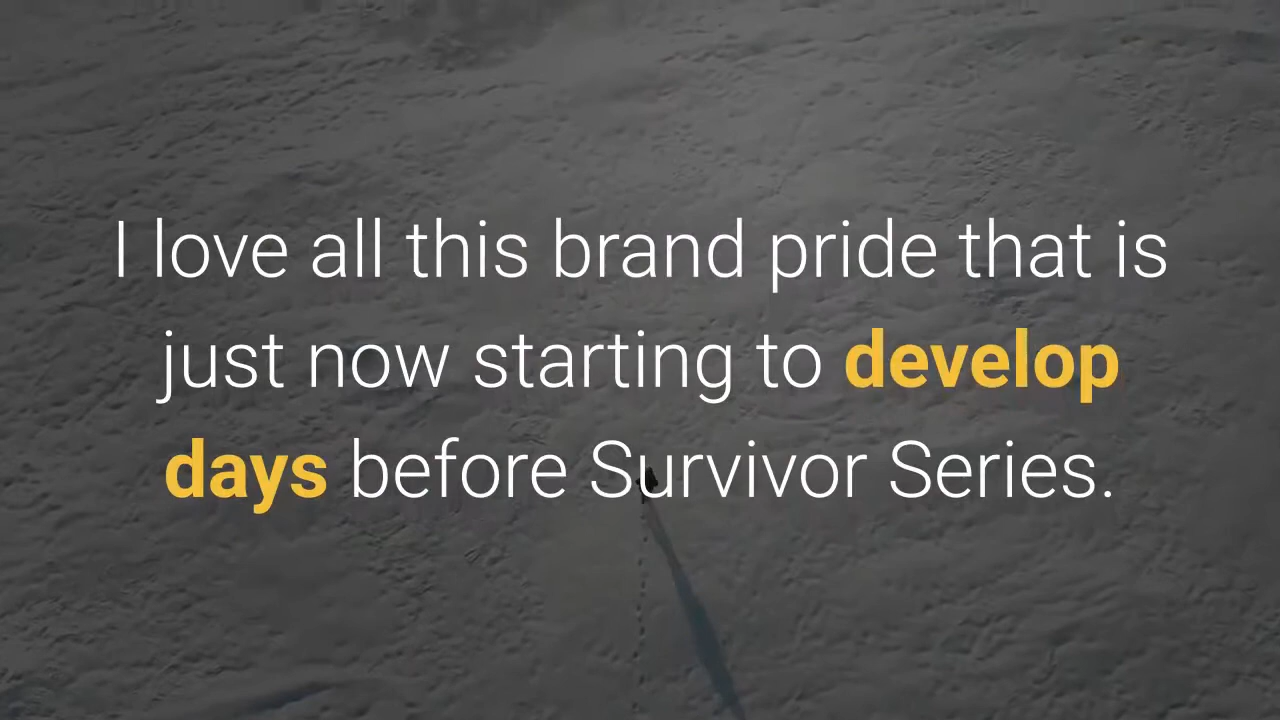 I love all this brand pride that is
just now starting to develop
days before Survivor Series.